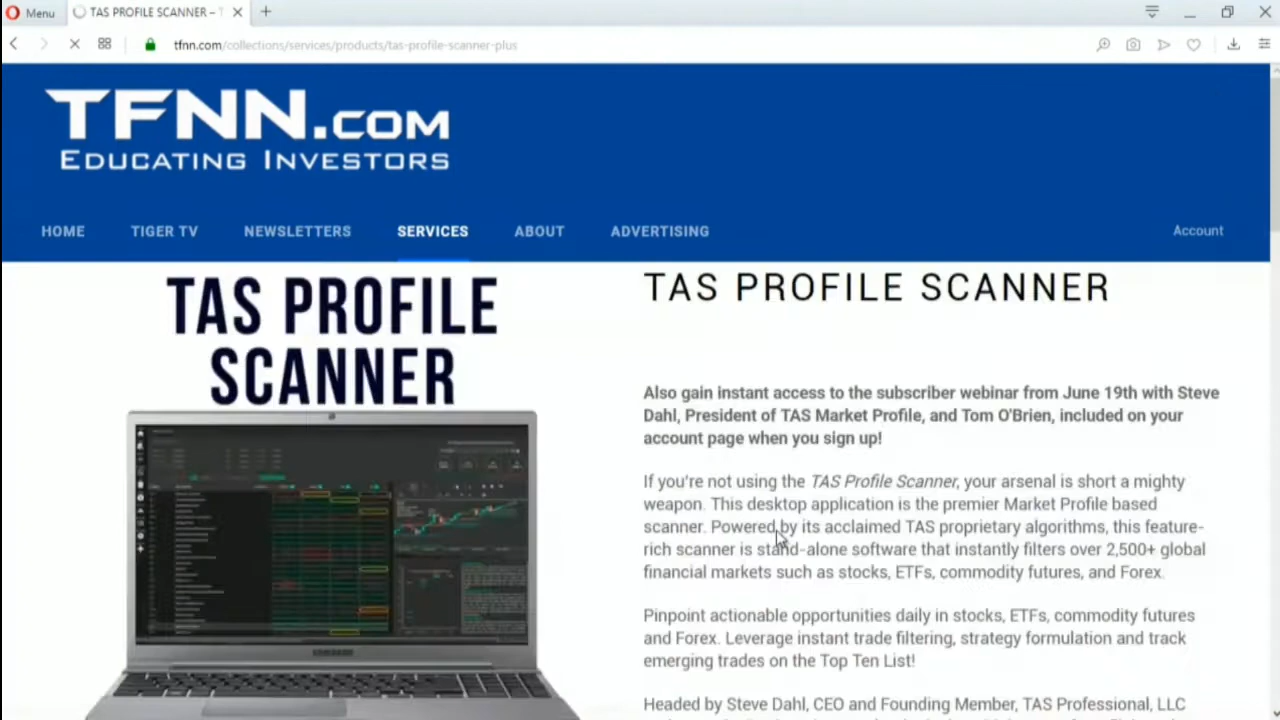 Menu
TAS PROFILE SCANNER – T
tfnn.com/collections/services/products/tas-profile-scanner-plus
TFNN.COM
EDUCATING INVESTORS
HOME TIGER TV NEWSLETTERS SERVICES ABOUT ADVERTISING Account
TAS PROFILE
SCANNER
SAMSUNG
TAS PROFILE SCANNER
Also gain instant access to the subscriber webinar from June 19th with Steve
Dahl, President of TAS Market Profile, and Tom O'Brien, included on your
account page when you sign up!
If you're not using the TAS Profile Scanner, your arsenal is short a mighty
weapon. This desktop application is the premier Market Profile based
scanner. Powered by its acclaimed TAS proprietary algorithms, this feature-
rich scanner is stand-alone software that instantly filters over 2,500+ global
financial markets such as stocks, ETFs, commodity futures, and Forex.
Pinpoint actionable opportunities daily in stocks, ETFs, commodity futures
and Forex. Leverage instant trade filtering, strategy formulation and track
emerging trades on the Top Ten List!
Headed by Steve Dahl, CEO and Founding Member, TAS Professional, LLC